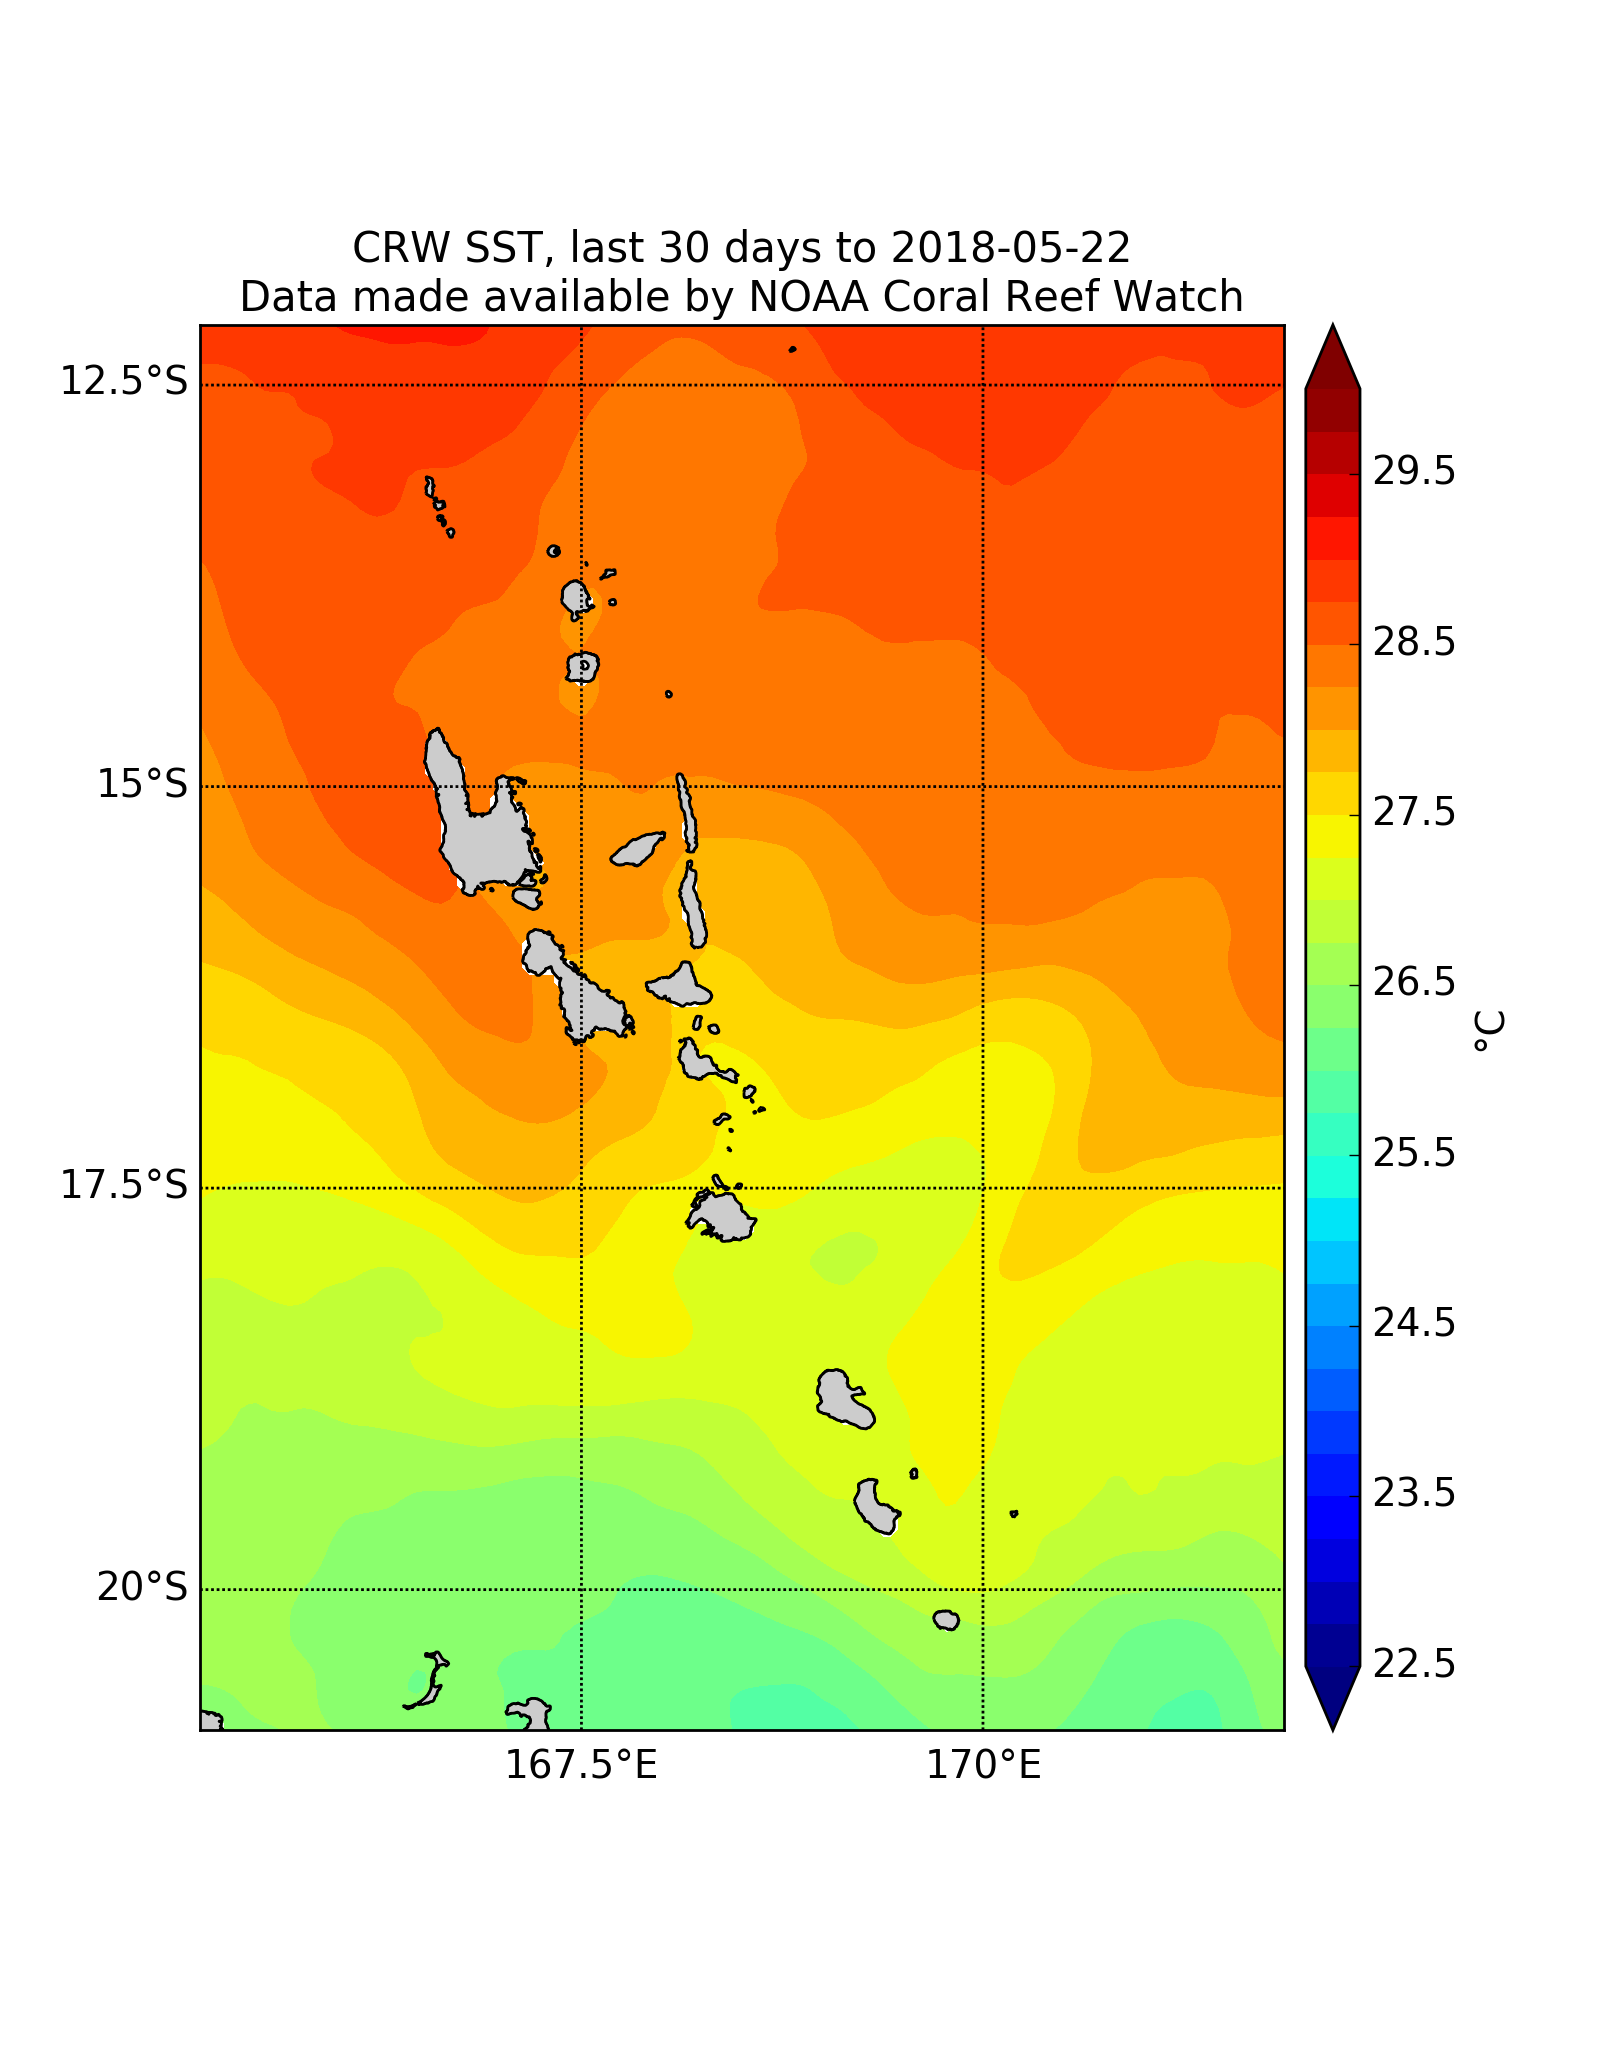 CRW SST, last 30 days to 2018-05-22
Data made available by NOAA Coral Reef Watch
12.5°S
15°S
17.5°S
20°S
167.5°E
170°E
29.5
28.5
27.5
26.5
25.5
24.5
23.5
22.5
°C